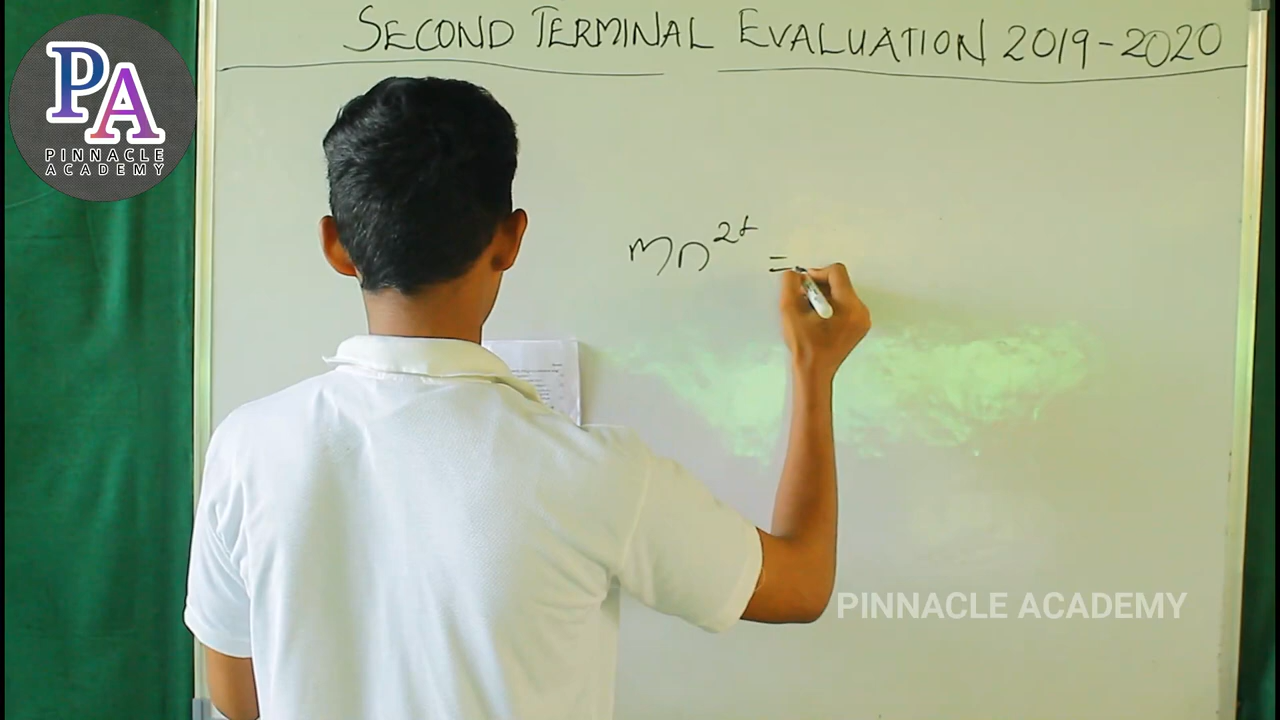 SECOND TERMINAL EVALUATION 2019-2020
PA
PINNACLE
ACADEMY
Mn²⁺ =
PINNACLE ACADEMY